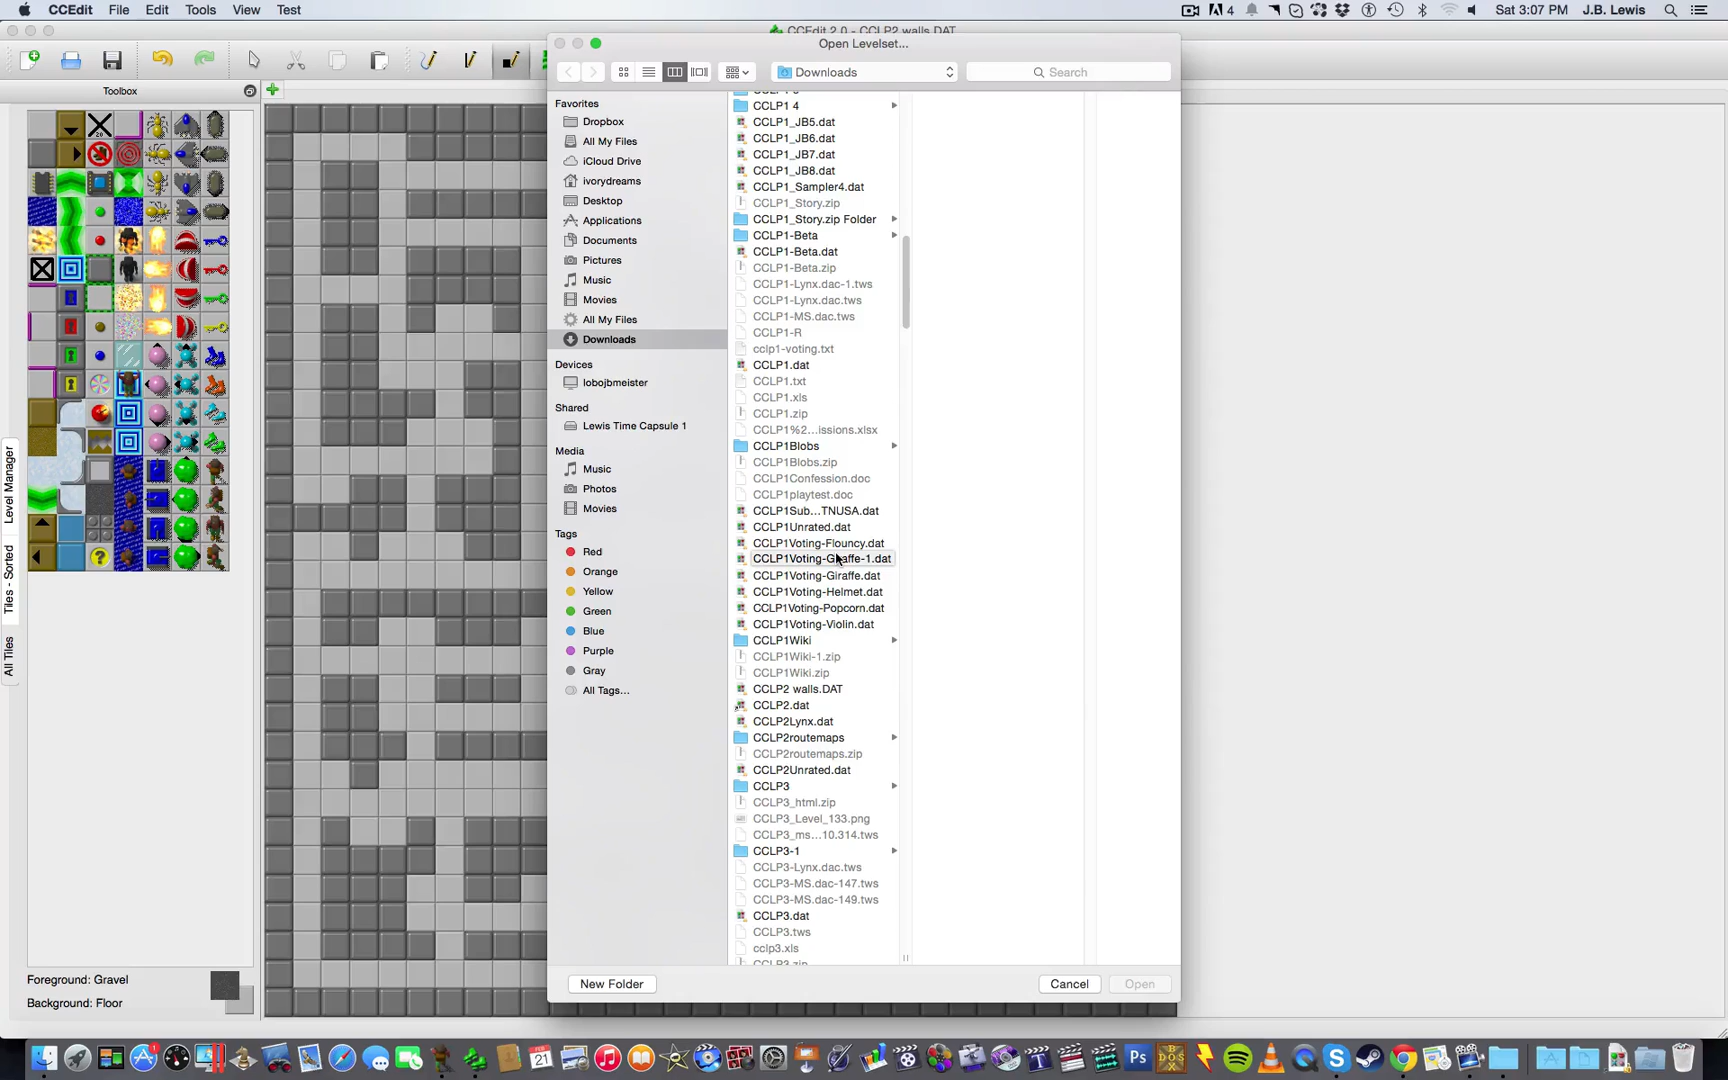 CCEdit File Edit View Tools Test
4 Sat 3:07 PM J.B. Lewis
CCEdit 2.0 - CCLP2 walls.DAT
Open Levelset...
Downloads
Search
Toolbox
Level Manager
Tiles - Sorted
All Tiles
Foreground: Gravel
Background: Floor
Favorites
Dropbox
All My Files
iCloud Drive
ivorydreams
Desktop
Applications
Documents
Pictures
Music
Movies
All My Files
Downloads
Devices
lobojbmeister
Shared
Lewis Time Capsule 1
Media
Music
Photos
Movies
Tags
Red
Orange
Yellow
Green
Blue
Purple
Gray
All Tags...
CCLP1 4
CCLP1_JB5.dat
CCLP1_JB6.dat
CCLP1_JB7.dat
CCLP1_JB8.dat
CCLP1_Sampler4.dat
CCLP1_Story.zip
CCLP1_Story.zip Folder
CCLP1-Beta
CCLP1-Beta.dat
CCLP1-Beta.zip
CCLP1-Lynx.dac-1.tws
CCLP1-Lynx.dac.tws
CCLP1-MS.dac.tws
CCLP1-R
cclp1-voting.txt
CCLP1.dat
CCLP1.txt
CCLP1.xls
CCLP1.zip
CCLP1%2...issions.xlsx
CCLP1Blobs
CCLP1Blobs.zip
CCLP1Confession.doc
CCLP1playtest.doc
CCLP1Sub...TNUSA.dat
CCLP1Unrated.dat
CCLP1Voting-Flouncy.dat
CCLP1Voting-Giraffe-1.dat
CCLP1Voting-Giraffe.dat
CCLP1Voting-Helmet.dat
CCLP1Voting-Popcorn.dat
CCLP1Voting-Violin.dat
CCLP1Wiki
CCLP1Wiki-1.zip
CCLP1Wiki.zip
CCLP2 walls.DAT
CCLP2.dat
CCLP2Lynx.dat
CCLP2routemaps
CCLP2routemaps.zip
CCLP2Unrated.dat
CCLP3
CCLP3_html.zip
CCLP3_Level_133.png
CCLP3_ms...10.314.tws
CCLP3-1
CCLP3-Lynx.dac.tws
CCLP3-MS.dac-147.tws
CCLP3-MS.dac-149.tws
CCLP3.dat
CCLP3.tws
cclp3.xls
CCLP3.zip
New Folder Cancel Open